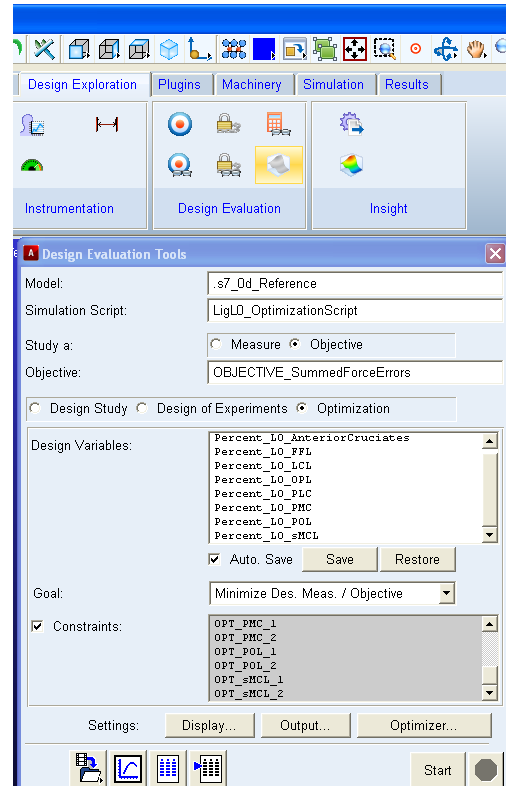 Design Exploration Plugins Machinery Simulation Results
Instrumentation Design Evaluation Insight
Design Evaluation Tools
Model: .s7_0d_Reference
Simulation Script: LigL0_OptimizationScript
Study a: Measure Objective
Objective: OBJECTIVE_SummedForceErrors
Design Study Design of Experiments Optimization
Design Variables:
Percent_L0_AnteriorCruciates
Percent_L0_FFL
Percent_L0_LCL
Percent_L0_OPL
Percent_L0_PLC
Percent_L0_PMC
Percent_L0_POL
Percent_L0_sMCL
Auto. Save Save Restore
Goal: Minimize Des. Meas. / Objective
Constraints:
OPT_PMC_1
OPT_PMC_2
OPT_POL_1
OPT_POL_2
OPT_sMCL_1
OPT_sMCL_2
Settings: Display... Output... Optimizer...
Start